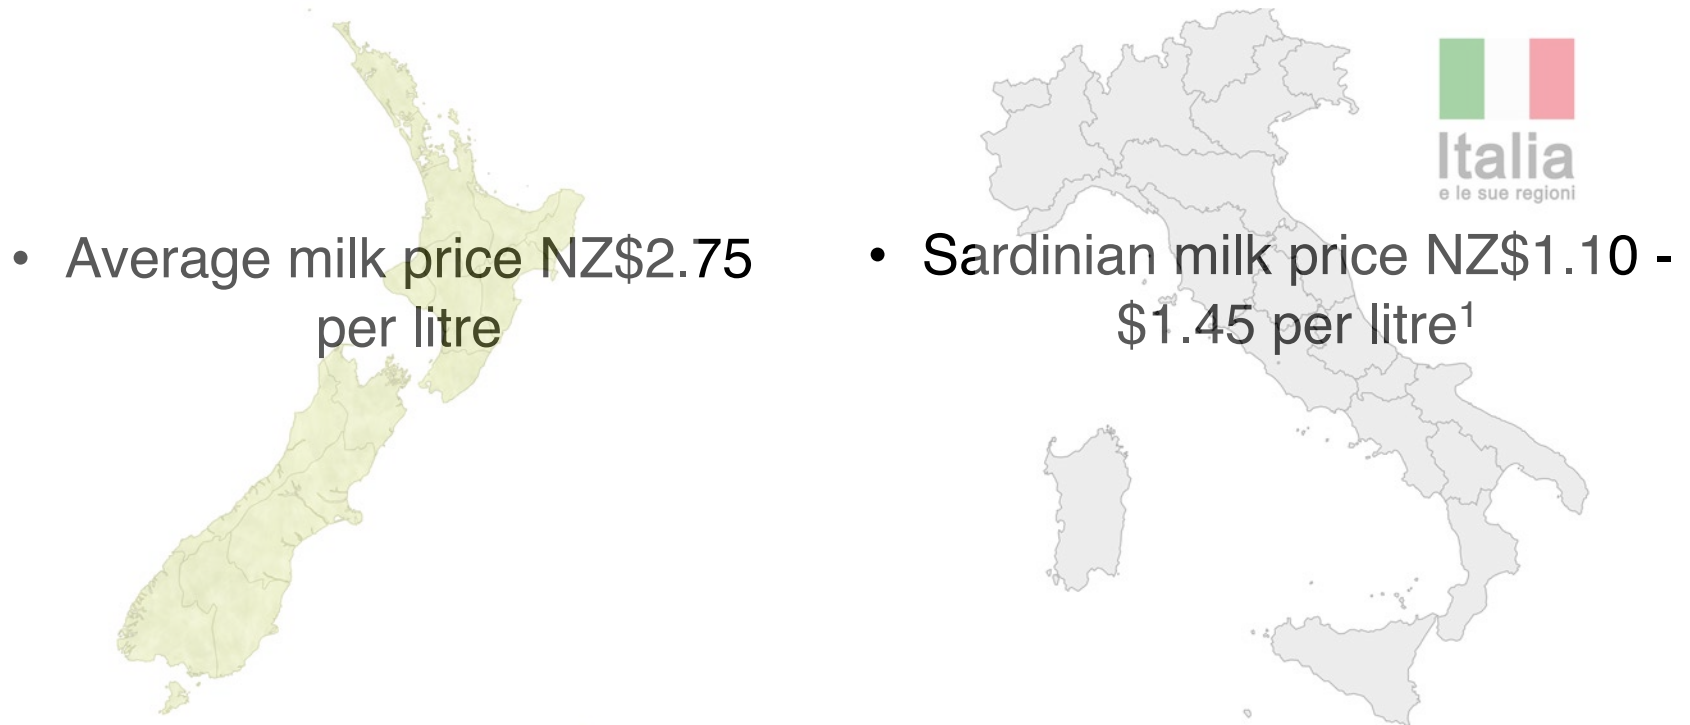 • Average milk price NZ$2.75
per litre
Italia
e le sue regioni
• Sardinian milk price NZ$1.10 -
$1.45 per litre¹